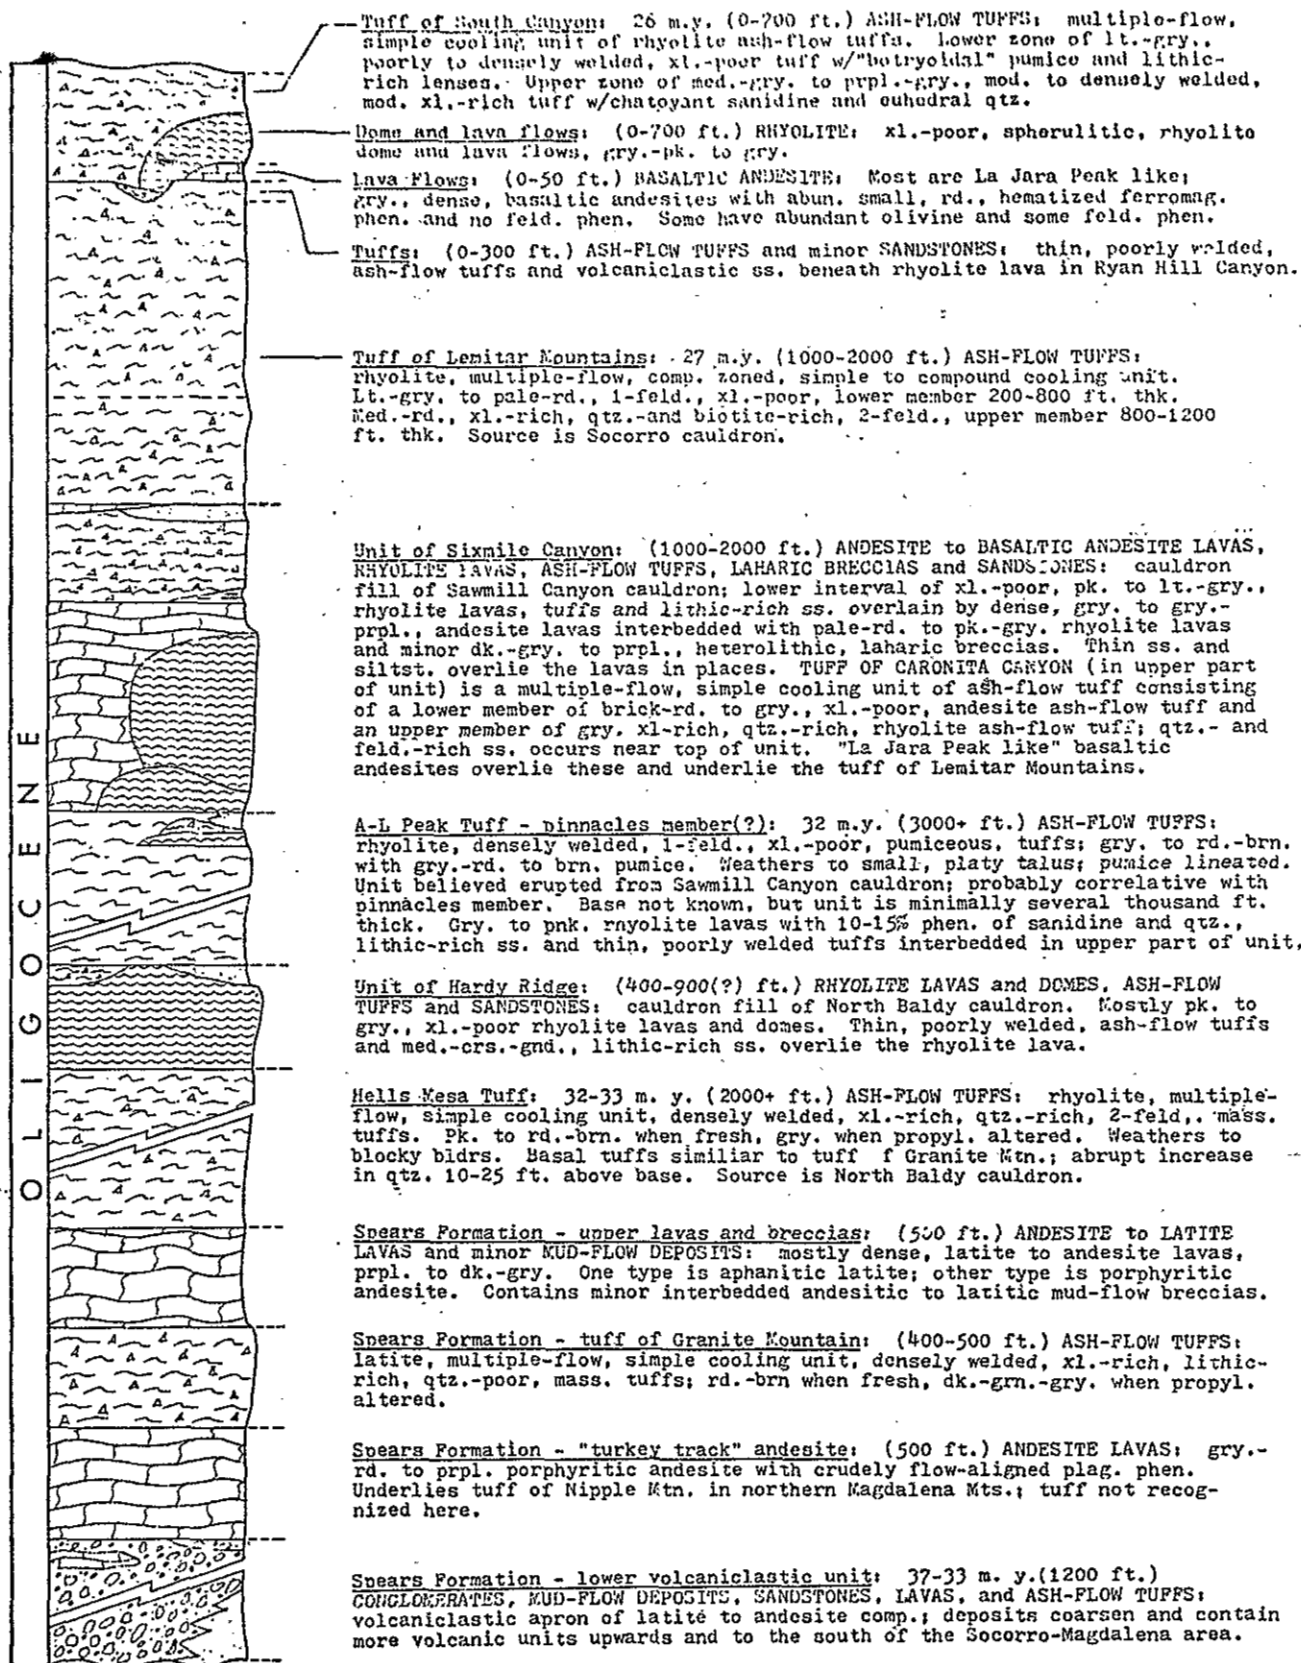 Tuff of South Canyon: 26 m.y. (0-700 ft.) ASH-FLOW TUFFS: multiple-flow,
simple cooling unit of rhyolite ash-flow tuffs. Lower zone of lt.-gry.,
poorly to densely welded, xl.-poor tuff w/"botryoidal" pumice and lithic-
rich lenses. Upper zone of med.-gry. to prpl.-gry., mod. to densely welded,
mod. xl.-rich tuff w/chatoyant sanidine and euhedral qtz.
Dome and lava flows: (0-700 ft.) RHYOLITE: xl.-poor, spherulitic, rhyolite
dome and lava flows, gry.-pk. to gry.
Lava Flows: (0-50 ft.) BASALTIC ANDESITE: Most are La Jara Peak like;
gry., dense, basaltic andesites with abun. small, rd., hematized ferromag.
phen. and no feld. phen. Some have abundant olivine and some feld. phen.
Tuffs: (0-300 ft.) ASH-FLOW TUFFS and minor SANDSTONES: thin, poorly welded,
ash-flow tuffs and volcaniclastic ss. beneath rhyolite lava in Ryan Hill Canyon.
Tuff of Lemitar Mountains: 27 m.y. (1000-2000 ft.) ASH-FLOW TUFFS:
rhyolite, multiple-flow, comp. zoned, simple to compound cooling unit.
Lt.-gry. to pale-rd., 1-feld., xl.-poor, lower member 200-800 ft. thk.
Med.-rd., xl.-rich, qtz.-and biotite-rich, 2-feld., upper member 800-1200
ft. thk. Source is Socorro cauldron.
Unit of Sixmile Canyon: (1000-2000 ft.) ANDESITE to BASALTIC ANDESITE LAVAS,
RHYOLITE LAVAS, ASH-FLOW TUFFS, LAHARIC BRECCIAS and SANDSTONES: cauldron
fill of Sawmill Canyon cauldron; lower interval of xl.-poor, pk. to lt.-gry.,
rhyolite lavas, tuffs and lithic-rich ss. overlain by dense, gry. to gry.-
prpl., andesite lavas interbedded with pale-rd. to pk.-gry. rhyolite lavas
and minor dk.-gry. to prpl., heterolithic, laharic breccias. Thin ss. and
siltst. overlie the lavas in places. TUFF OF CARONITA CANYON (in upper part
of unit) is a multiple-flow, simple cooling unit of ash-flow tuff consisting
of a lower member of brick-rd. to gry., xl.-poor, andesite ash-flow tuff and
an upper member of gry. xl-rich, qtz.-rich, rhyolite ash-flow tuff; qtz.- and
feld.-rich ss. occurs near top of unit. "La Jara Peak like" basaltic
andesites overlie these and underlie the tuff of Lemitar Mountains.
A-L Peak Tuff - pinnacles member(?): 32 m.y. (3000+ ft.) ASH-FLOW TUFFS:
rhyolite, densely welded, 1-feld., xl.-poor, pumiceous, tuffs; gry. to rd.-brn.
with gry.-rd. to brn. pumice. Weathers to small, platy talus; pumice lineated.
Unit believed erupted from Sawmill Canyon cauldron; probably correlative with
pinnacles member. Base not known, but unit is minimally several thousand ft.
thick. Gry. to pnk. rhyolite lavas with 10-15% phen. of sanidine and qtz.,
lithic-rich ss. and thin, poorly welded tuffs interbedded in upper part of unit.
Unit of Hardy Ridge: (400-900(?) ft.) RHYOLITE LAVAS and DOMES, ASH-FLOW
TUFFS and SANDSTONES: cauldron fill of North Baldy cauldron. Mostly pk. to
gry., xl.-poor rhyolite lavas and domes. Thin, poorly welded, ash-flow tuffs
and med.-crs.-gnd., lithic-rich ss. overlie the rhyolite lava.
Hells Mesa Tuff: 32-33 m. y. (2000+ ft.) ASH-FLOW TUFFS: rhyolite, multiple-
flow, simple cooling unit, densely welded, xl.-rich, qtz.-rich, 2-feld,. mass.
tuffs. Pk. to rd.-brn. when fresh, gry. when propyl. altered. Weathers to
blocky bldrs. Basal tuffs similiar to tuff f Granite Mtn.; abrupt increase
in qtz. 10-25 ft. above base. Source is North Baldy cauldron.
Spears Formation - upper lavas and breccias: (500 ft.) ANDESITE to LATITE
LAVAS and minor MUD-FLOW DEPOSITS: mostly dense, latite to andesite lavas,
prpl. to dk.-gry. One type is aphanitic latite; other type is porphyritic
andesite. Contains minor interbedded andesitic to latitic mud-flow breccias.
Spears Formation - tuff of Granite Mountain: (400-500 ft.) ASH-FLOW TUFFS:
latite, multiple-flow, simple cooling unit, densely welded, xl.-rich, lithic-
rich, qtz.-poor, mass. tuffs; rd.-brn when fresh, dk.-grn.-gry. when propyl.
altered.
Spears Formation - "turkey track" andesite: (500 ft.) ANDESITE LAVAS: gry.-
rd. to prpl. porphyritic andesite with crudely flow-aligned plag. phen.
Underlies tuff of Nipple Mtn. in northern Magdalena Mts.; tuff not recog-
nized here.
Spears Formation - lower volcaniclastic unit: 37-33 m. y.(1200 ft.)
CONGLOMERATES, MUD-FLOW DEPOSITS, SANDSTONES, LAVAS, and ASH-FLOW TUFFS:
volcaniclastic apron of latite to andesite comp.; deposits coarsen and contain
more volcanic units upwards and to the south of the Socorro-Magdalena area.
OLIGOCENE